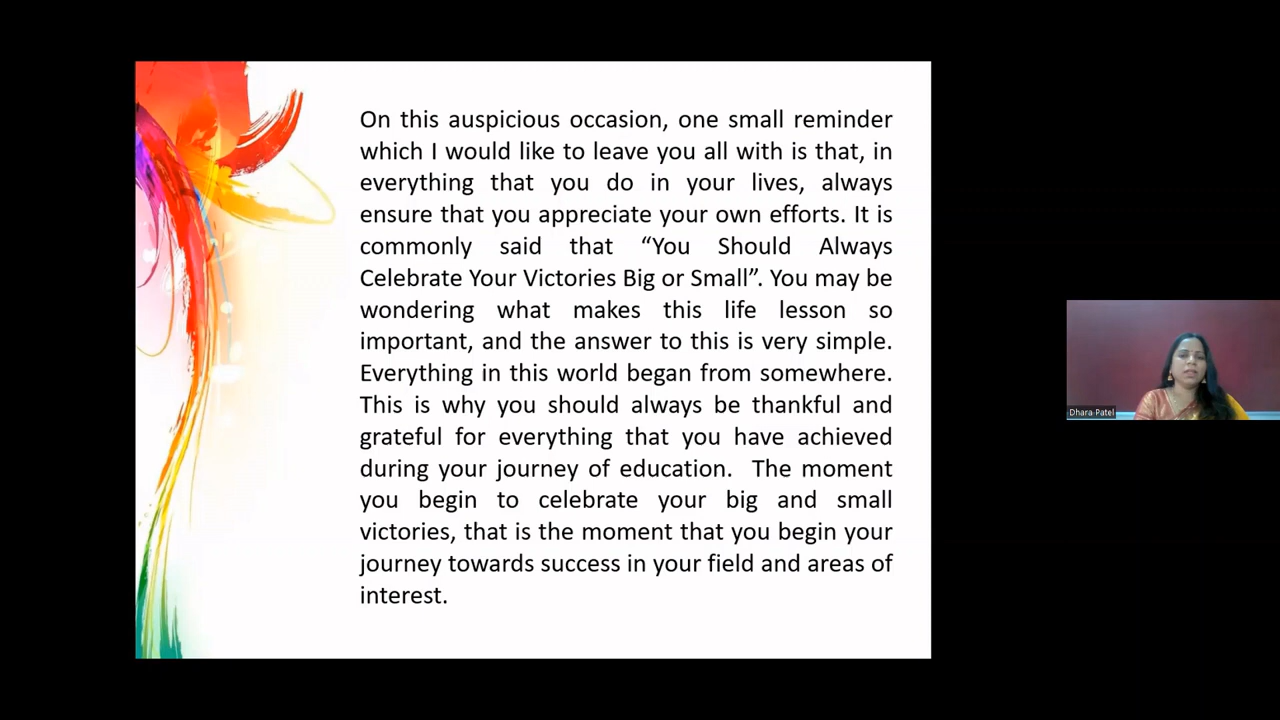 On this auspicious occasion, one small reminder
which I would like to leave you all with is that, in
everything that you do in your lives, always
ensure that you appreciate your own efforts. It is
commonly said that “You Should Always
Celebrate Your Victories Big or Small”. You may be
wondering what makes this life lesson so
important, and the answer to this is very simple.
Everything in this world began from somewhere.
This is why you should always be thankful and
grateful for everything that you have achieved
during your journey of education.  The moment
you begin to celebrate your big and small
victories, that is the moment that you begin your
journey towards success in your field and areas of
interest.
Dhara-Patel